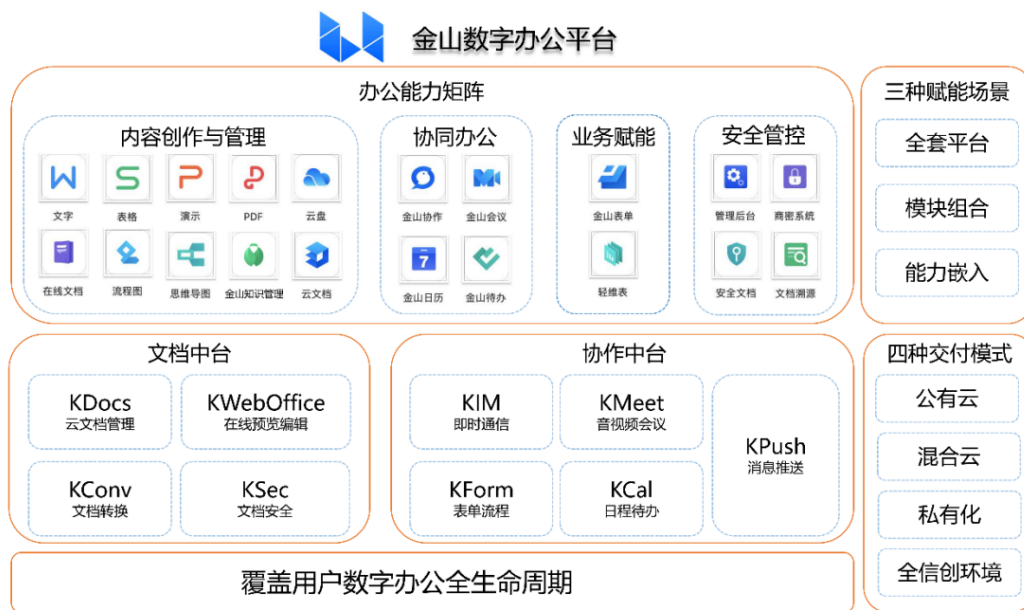 金山数字办公平台
办公能力矩阵
内容创作与管理
文字
表格
演示
PDF
云盘
在线文档
流程图
思维导图
金山知识管理
云文档
协同办公
金山协作
金山会议
7
金山日历
金山待办
业务赋能
金山表单
轻维表
安全管控
管理后台
商密系统
安全文档
文档溯源
三种赋能场景
全套平台
模块组合
能力嵌入
文档中台
KDocs
云文档管理
KWebOffice
在线预览编辑
KConv
文档转换
KSec
文档安全
协作中台
KIM
即时通信
KMeet
音视频会议
KForm
表单流程
KCal
日程待办
KPush
消息推送
四种交付模式
公有云
混合云
私有化
全信创环境
覆盖用户数字办公全生命周期